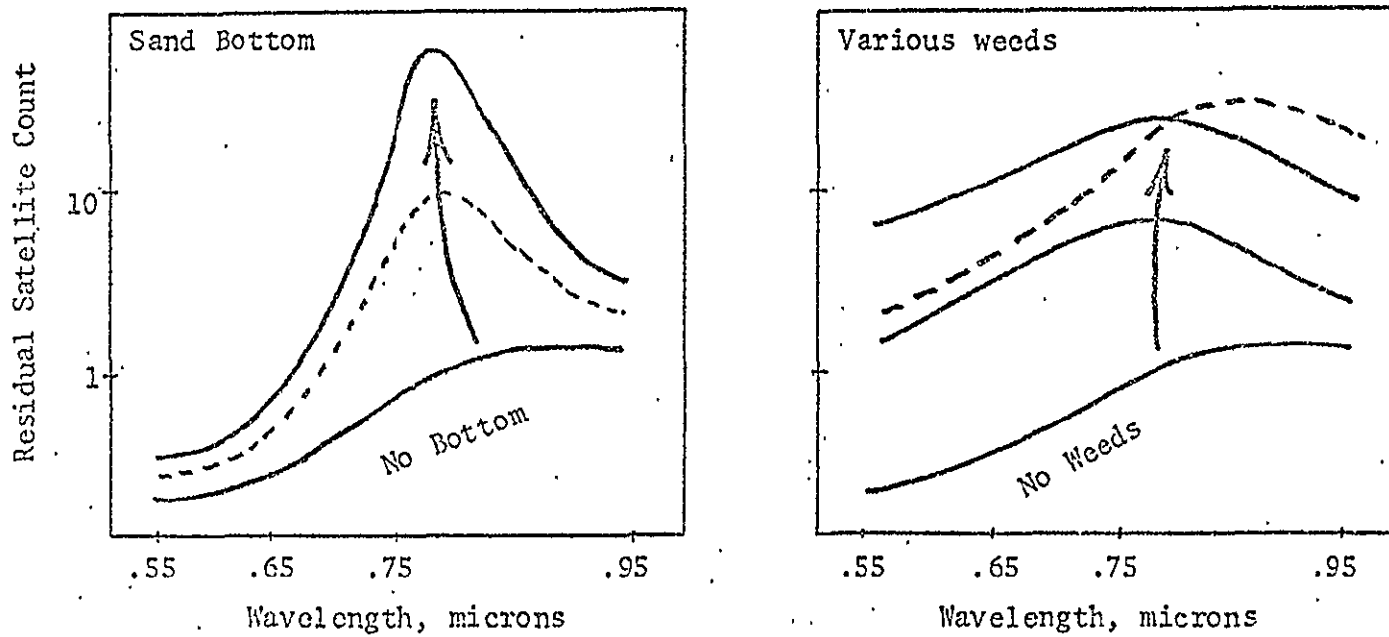 Sand Bottom
Residual Satellite Count
10
1
No Bottom
.55 .65 .75 .95
Wavelength, microns
Various weeds
No Weeds
.55 .65 .75 .95
Wavelength, microns